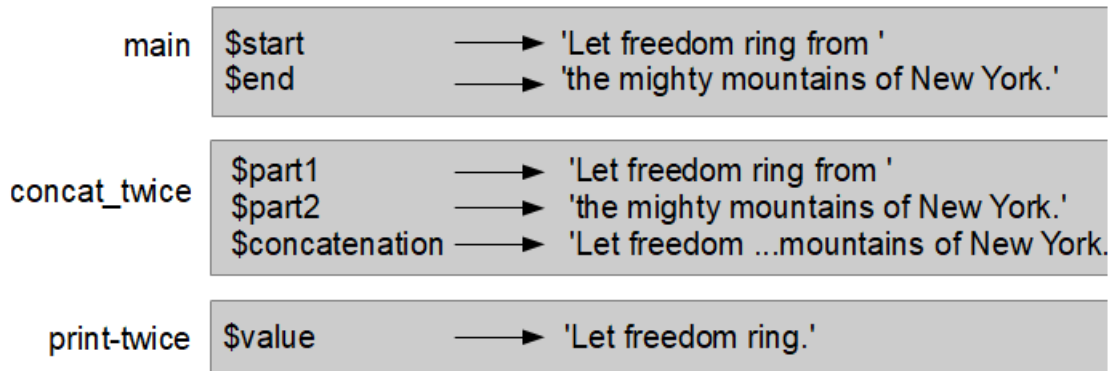 main $start 'Let freedom ring from '
$end 'the mighty mountains of New York.'
concat_twice $part1 'Let freedom ring from '
$part2 'the mighty mountains of New York.'
$concatenation 'Let freedom ...mountains of New York.
print-twice $value 'Let freedom ring.'